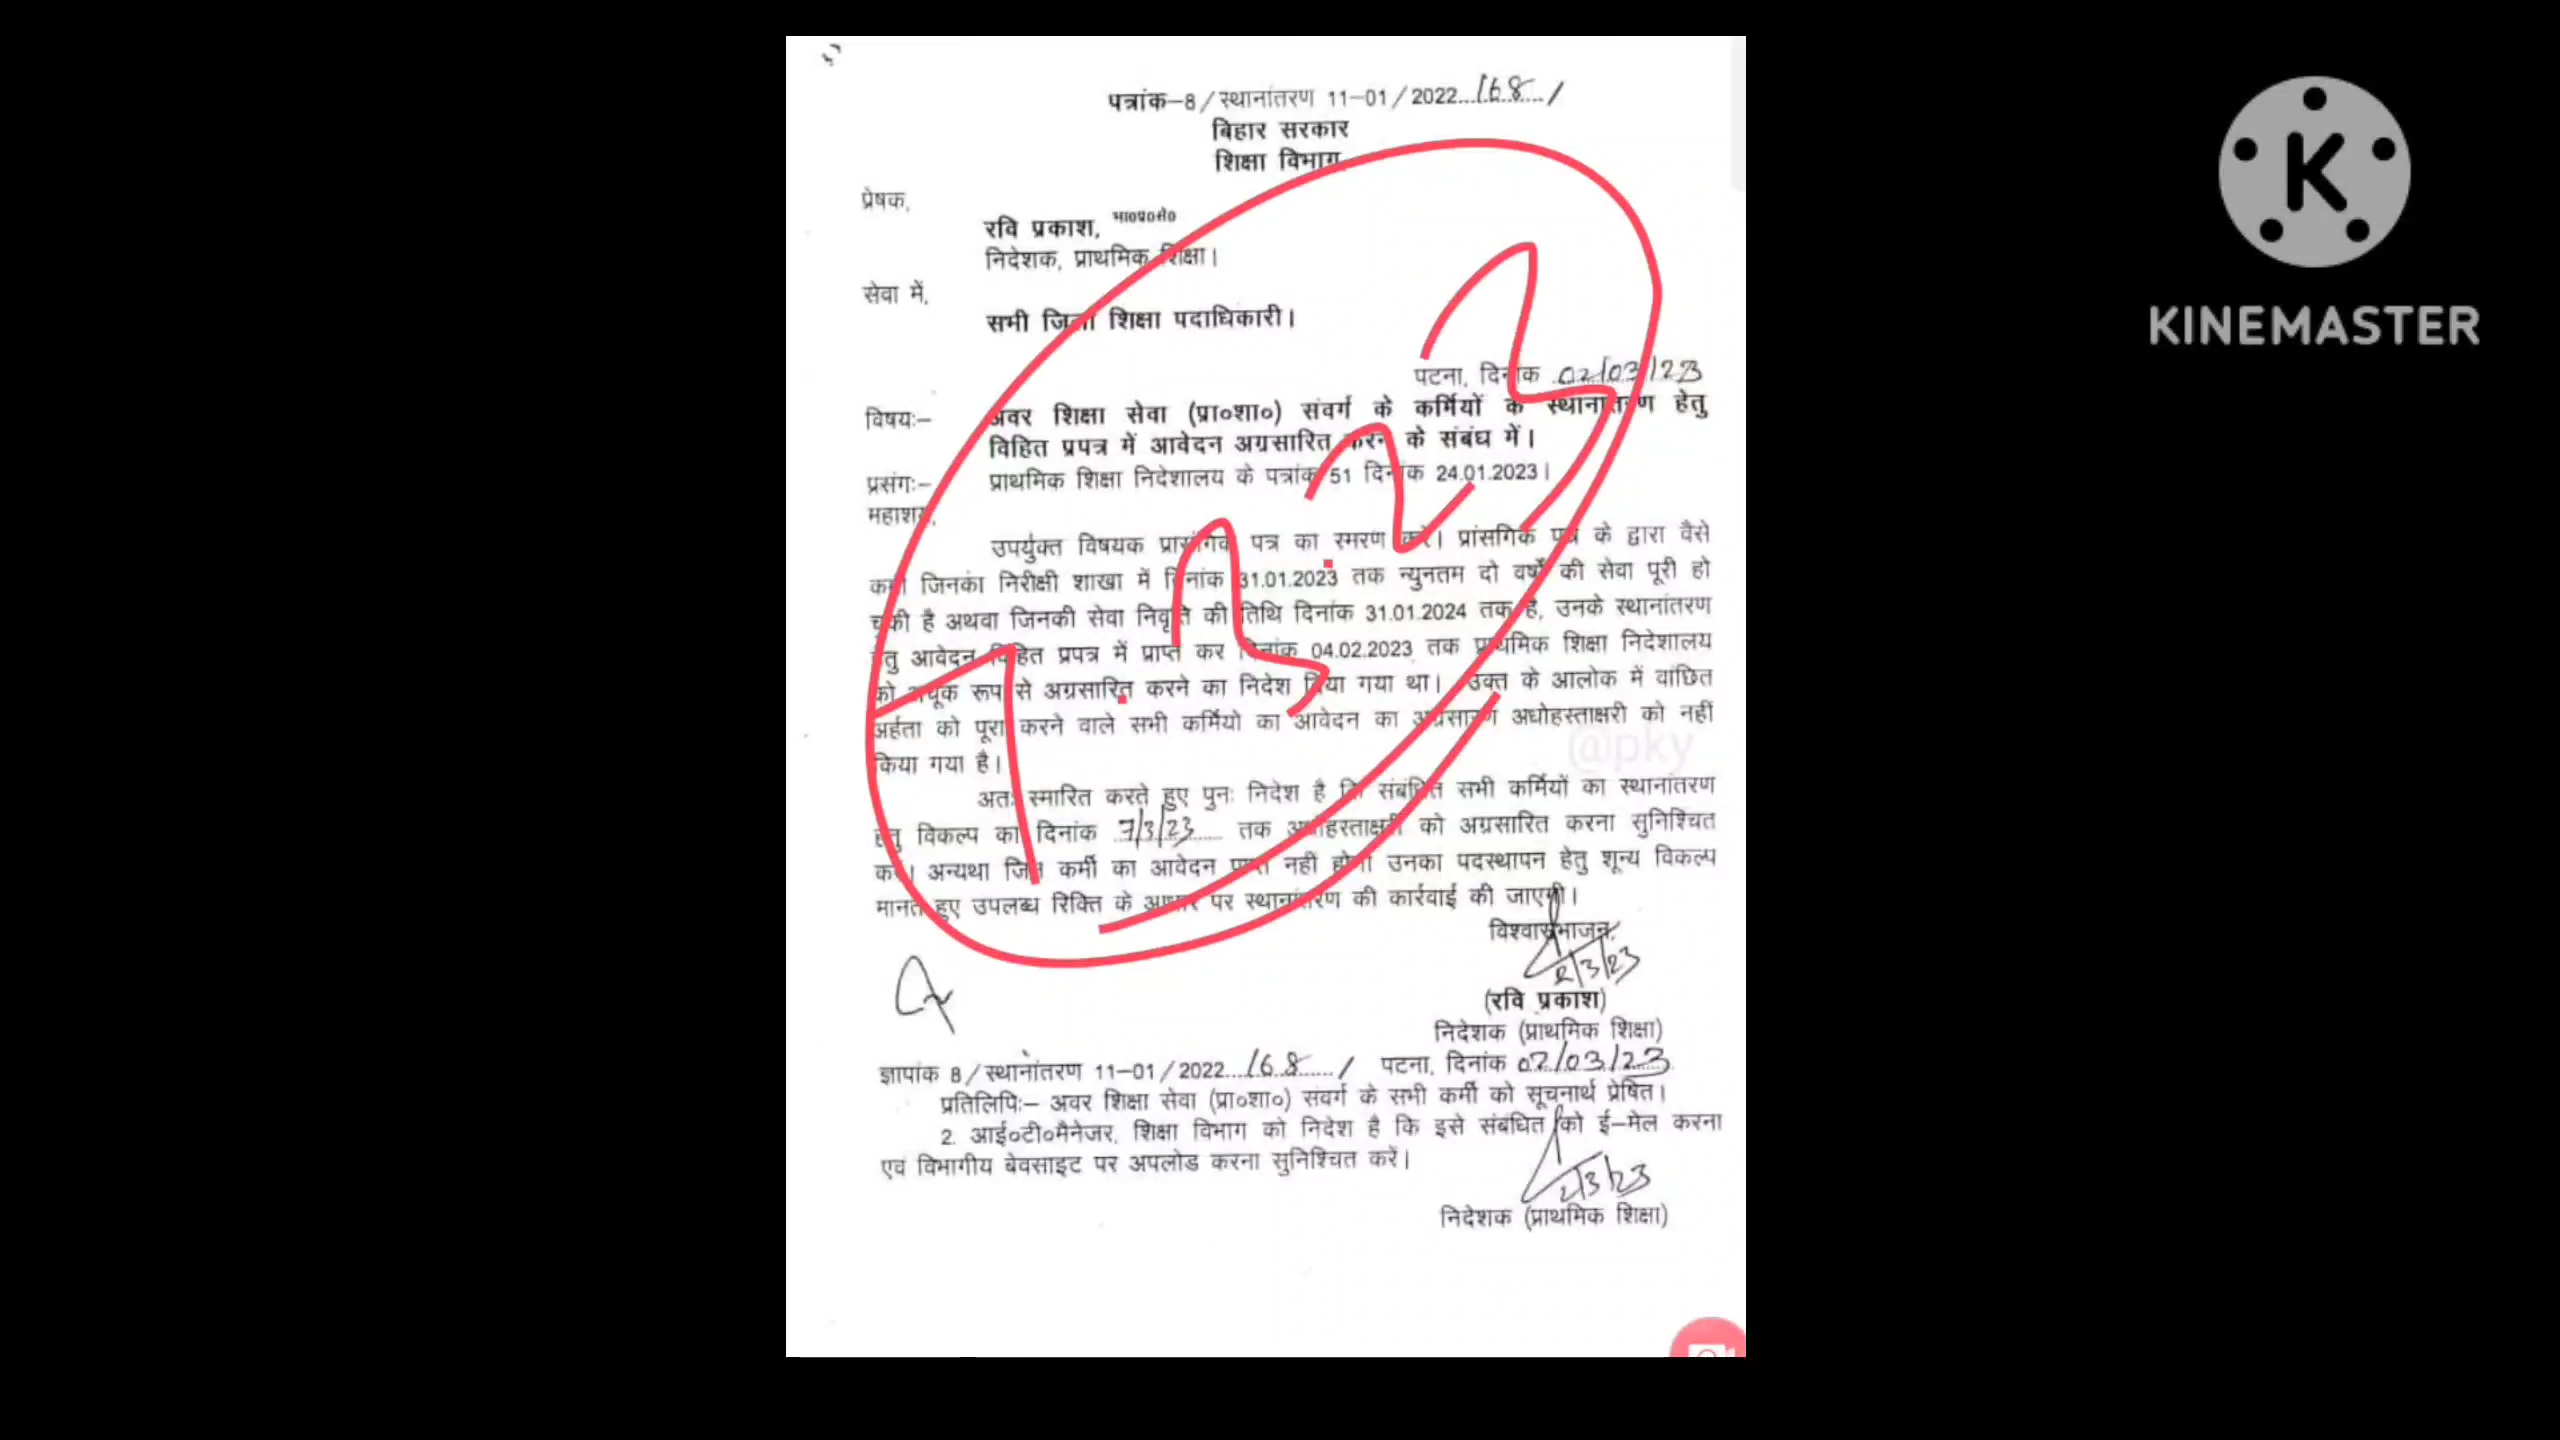 पत्रांक–8/स्थानांतरण 11–01/2022....168..../
बिहार सरकार
शिक्षा विभाग
प्रेषक,
रवि प्रकाश, भा०प्र०से०
निदेशक, प्राथमिक शिक्षा।
सेवा में,
सभी जिला शिक्षा पदाधिकारी।
पटना, दिनांक 02/03/23
विषयः– अवर शिक्षा सेवा (प्रा०शा०) संवर्ग के कर्मियों के स्थानांतरण हेतु
विहित प्रपत्र में आवेदन अग्रसारित करने के संबंध में।
प्रसंगः– प्राथमिक शिक्षा निदेशालय के पत्रांक 51 दिनांक 24.01.2023।
महाशय,
उपर्युक्त विषयक प्रासंगिक पत्र का स्मरण करें। प्रांसगिक पत्र के द्वारा वैसे
कर्मी जिनका निरीक्षी शाखा में दिनांक 31.01.2023 तक न्युनतम दो वर्षों की सेवा पूरी हो
चुकी है अथवा जिनकी सेवा निवृति की तिथि दिनांक 31.01.2024 तक है, उनके स्थानांतरण
हेतु आवेदन विहित प्रपत्र में प्राप्त कर दिनांक 04.02.2023 तक प्राथमिक शिक्षा निदेशालय
को अचूक रूप से अग्रसारित करने का निदेश दिया गया था। उक्त के आलोक में वांछित
अर्हता को पूरा करने वाले सभी कर्मियो का आवेदन का अग्रसारण अधोहस्ताक्षरी को नहीं
किया गया है।
अतः स्मारित करते हुए पुनः निदेश है कि संबंधित सभी कर्मियों का स्थानांतरण
हेतु विकल्प का दिनांक 7/3/23 तक अधोहस्ताक्षरी को अग्रसारित करना सुनिश्चित
करें। अन्यथा जिन कर्मी का आवेदन प्राप्त नही होगा उनका पदस्थापन हेतु शून्य विकल्प
मानते हुए उपलब्ध रिक्ति के आधार पर स्थानांतरण की कार्रवाई की जाएगी।
विश्वासभाजन,
2/3/23
(रवि प्रकाश)
निदेशक (प्राथमिक शिक्षा)
ज्ञापांक 8/स्थानांतरण 11–01/2022....168..../ पटना, दिनांक 02/03/23
प्रतिलिपिः– अवर शिक्षा सेवा (प्रा०शा०) संवर्ग के सभी कर्मी को सूचनार्थ प्रेषित।
2. आई०टी०मैनेजर, शिक्षा विभाग को निदेश है कि इसे संबंधित को ई–मेल करना
एवं विभागीय बेवसाइट पर अपलोड करना सुनिश्चित करें।
2/3/23
निदेशक (प्राथमिक शिक्षा)
7.3.23
@pky
K
KINEMASTER